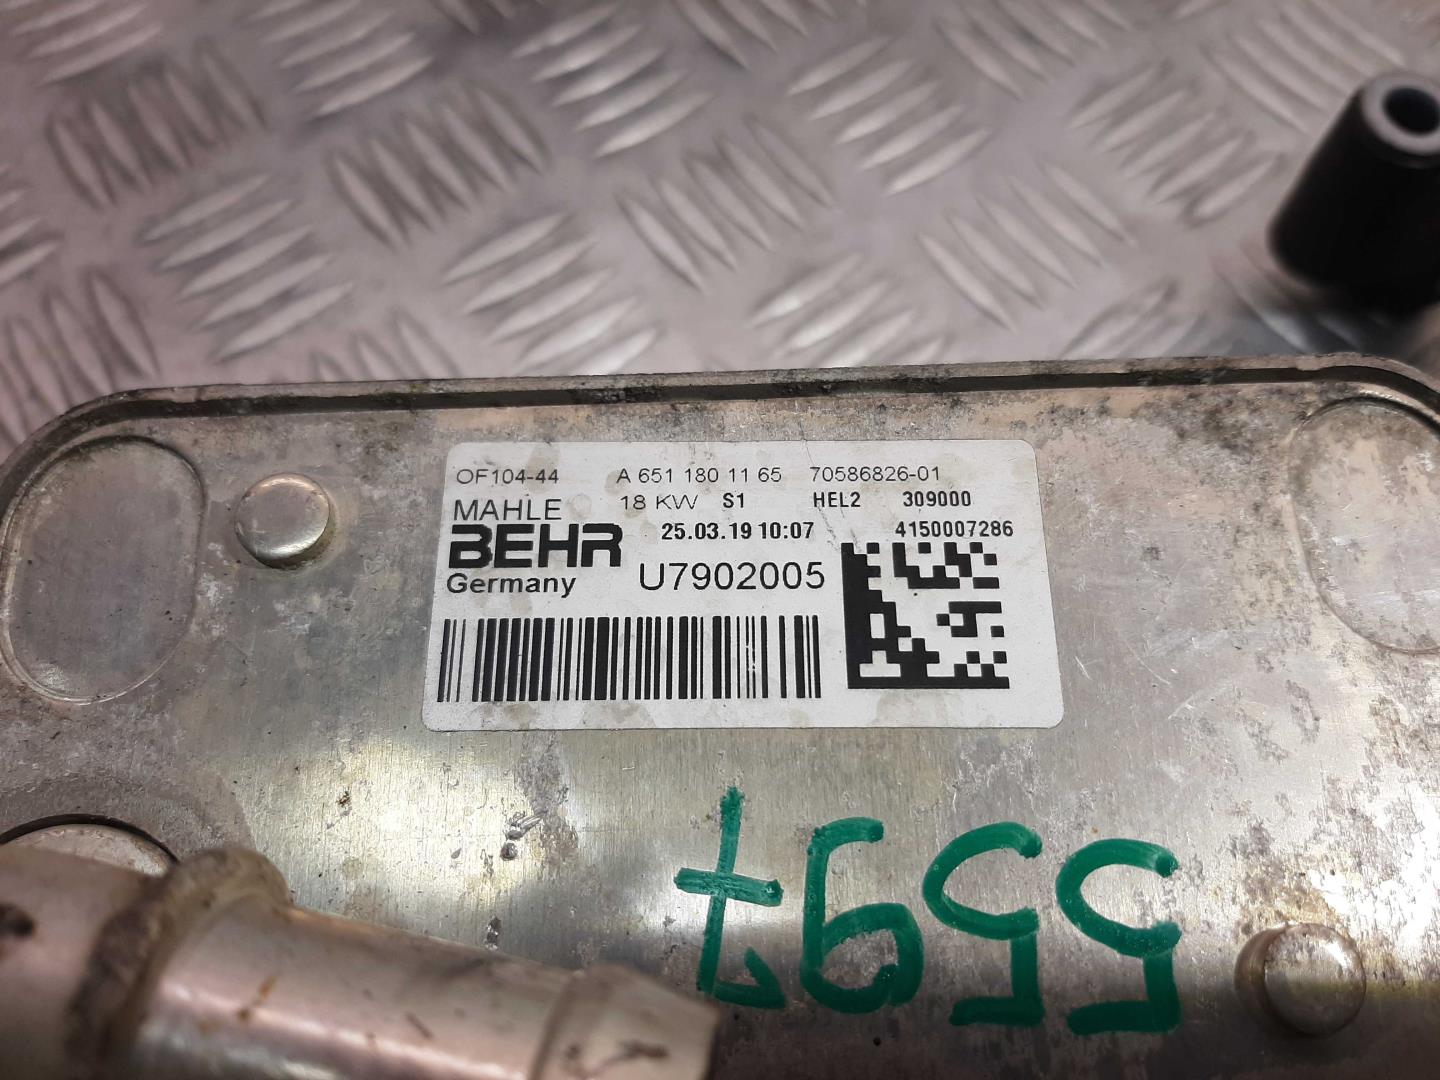 OF104-44 A 651 180 11 65 70586826-01
MAHLE 18 KW S1 HEL2 309000
BEHR 25.03.19 10:07 4150007286
Germany U7902005
5597